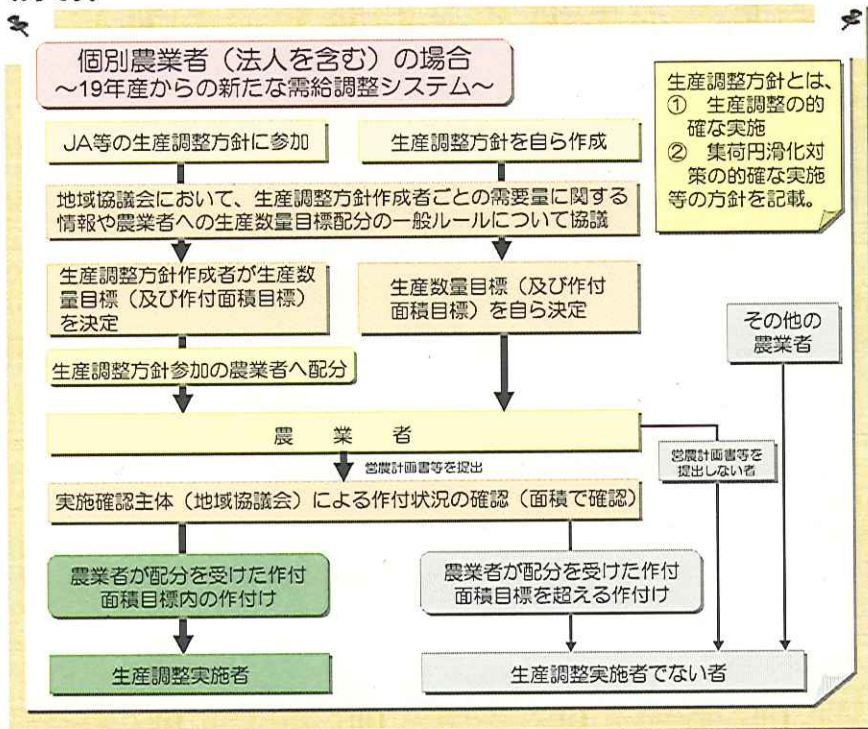 個別農業者（法人を含む）の場合
～19年産からの新たな需給調整システム～
生産調整方針とは、
① 生産調整の的
確な実施
② 集荷円滑化対
策の的確な実施
等の方針を記載。
JA等の生産調整方針に参加
生産調整方針を自ら作成
地域協議会において、生産調整方針作成者ごとの需要量に関する
情報や農業者への生産数量目標配分の一般ルールについて協議
生産調整方針作成者が生産数
量目標（及び作付面積目標）
を決定
生産数量目標（及び作付
面積目標）を自ら決定
その他の
農業者
生産調整方針参加の農業者へ配分
農業者
営農計画書等を
提出しない者
営農計画書等を提出
実施確認主体（地域協議会）による作付状況の確認（面積で確認）
農業者が配分を受けた作付
面積目標内の作付け
農業者が配分を受けた作付
面積目標を超える作付け
生産調整実施者
生産調整実施者でない者